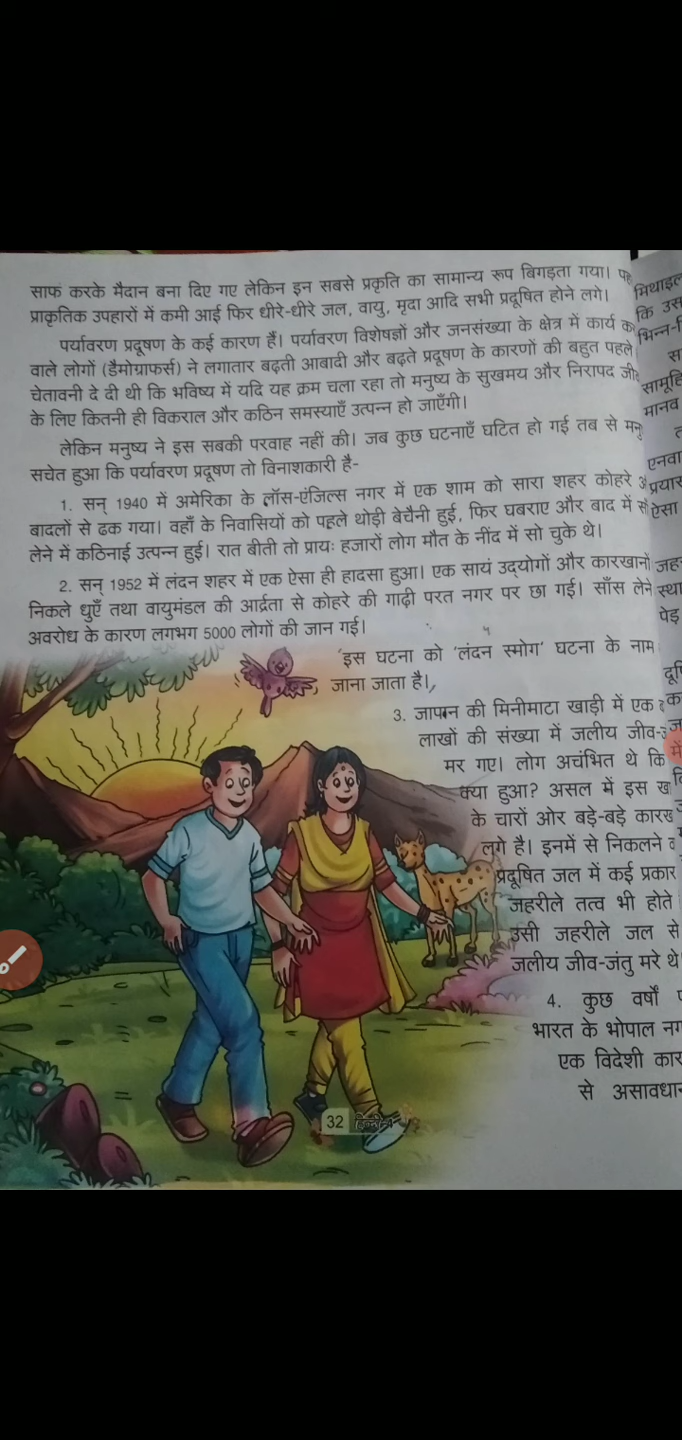 साफ करके मैदान बना दिए गए लेकिन इन सबसे प्रकृति का सामान्य रूप बिगड़ता गया।
प्राकृतिक उपहारों में कमी आई फिर धीरे-धीरे जल, वायु, मृदा आदि सभी प्रदूषित होने लगे।
पर्यावरण प्रदूषण के कई कारण हैं। पर्यावरण विशेषज्ञों और जनसंख्या के क्षेत्र में कार्य
वाले लोगों (डैमोग्राफर्स) ने लगातार बढ़ती आबादी और बढ़ते प्रदूषण के कारणों की बहुत पहले
चेतावनी दे दी थी कि भविष्य में यदि यह क्रम चला रहा तो मनुष्य के सुखमय और निरापद
के लिए कितनी ही विकराल और कठिन समस्याएँ उत्पन्न हो जाएँगी।
लेकिन मनुष्य ने इस सबकी परवाह नहीं की। जब कुछ घटनाएँ घटित हो गई तब से
सचेत हुआ कि पर्यावरण प्रदूषण तो विनाशकारी है-
1. सन् 1940 में अमेरिका के लॉस-एंजिल्स नगर में एक शाम को सारा शहर कोहरे
बादलों से ढक गया। वहाँ के निवासियों को पहले थोड़ी बेचैनी हुई, फिर घबराए और बाद में
लेने में कठिनाई उत्पन्न हुई। रात बीती तो प्रायः हजारों लोग मौत के नींद में सो चुके थे।
2. सन् 1952 में लंदन शहर में एक ऐसा ही हादसा हुआ। एक सायं उद्योगों और कारखानों
निकले धुएँ तथा वायुमंडल की आर्द्रता से कोहरे की गाढ़ी परत नगर पर छा गई। साँस लेने
अवरोध के कारण लगभग 5000 लोगों की जान गई।
इस घटना को 'लंदन स्मोग' घटना के नाम
जाना जाता है।
3. जापान की मिनीमाटा खाड़ी में एक
लाखों की संख्या में जलीय जीव-
मर गए। लोग अचंभित थे कि
क्या हुआ? असल में इस
के चारों ओर बड़े-बड़े
लगे है। इनमें से निकलने
प्रदूषित जल में कई प्रकार
जहरीले तत्व भी होते
उसी जहरीले जल से
जलीय जीव-जंतु मरे थे
4. कुछ वर्षों
भारत के भोपाल
एक विदेशी
से
32
कि उस
सामूहि
मानव
ऐसा
पेड़